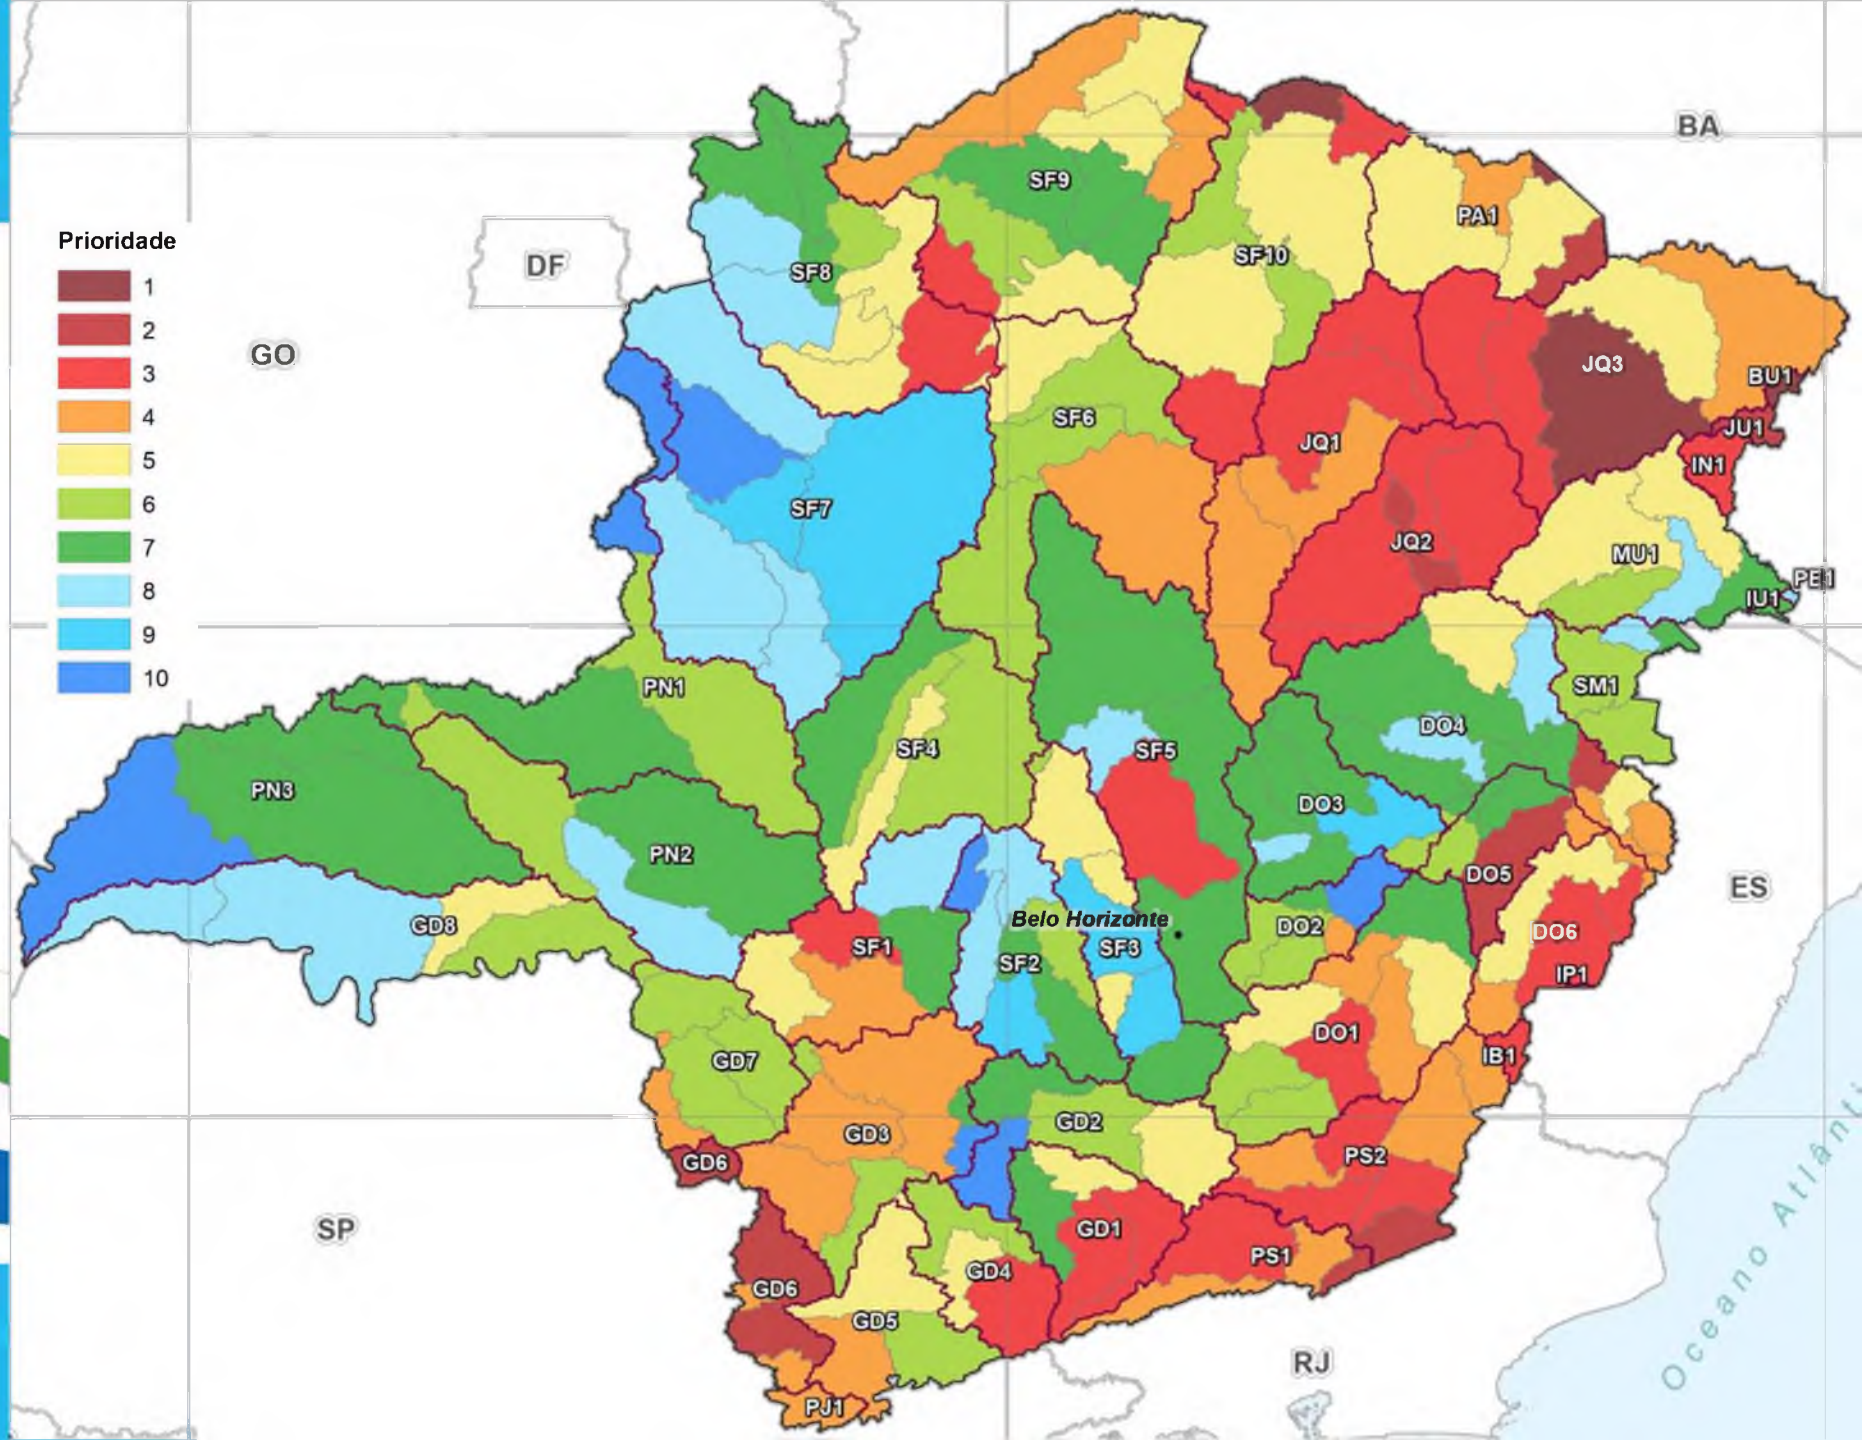 BA
SF9
PA1
Prioridade
SF10
DF
SF8
1
2
GO
JQ3
3
BU1
4
SF6
JU1
JQ1
5
IN1
6
SF7
JQ2
7
MU1
PE1
8
IU1
9
10
PN1
SM1
DO4
SF4
SF5
PN3
DO3
PN2
DO5
ES
Belo Horizonte
GD8
DO2
DO6
SF1
SF3
SF2
IP1
DO1
IB1
GD7
GD2
GD3
PS2
GD6
SP
GD1
PS1
GD4
GD6
GD5
RJ
PJ1
Oceano Atlânti